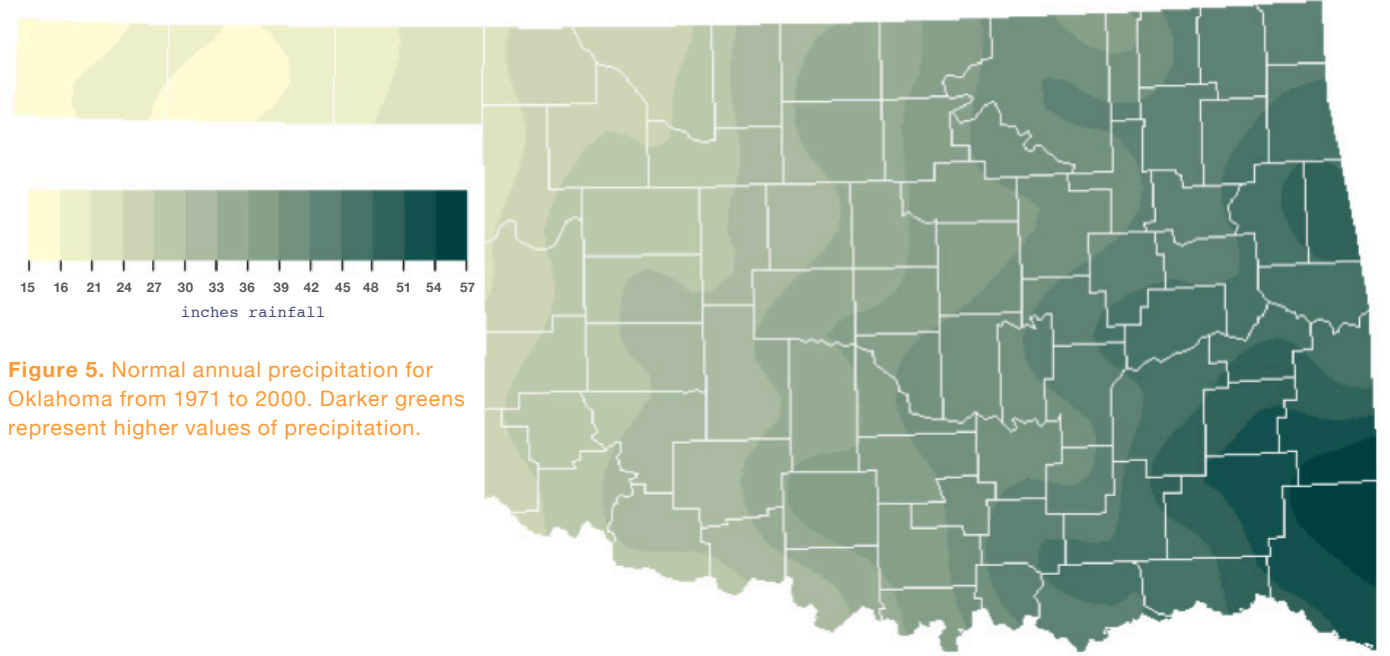 15 16 21 24 27 30 33 36 39 42 45 48 51 54 57
inches rainfall
Figure 5. Normal annual precipitation for
Oklahoma from 1971 to 2000. Darker greens
represent higher values of precipitation.